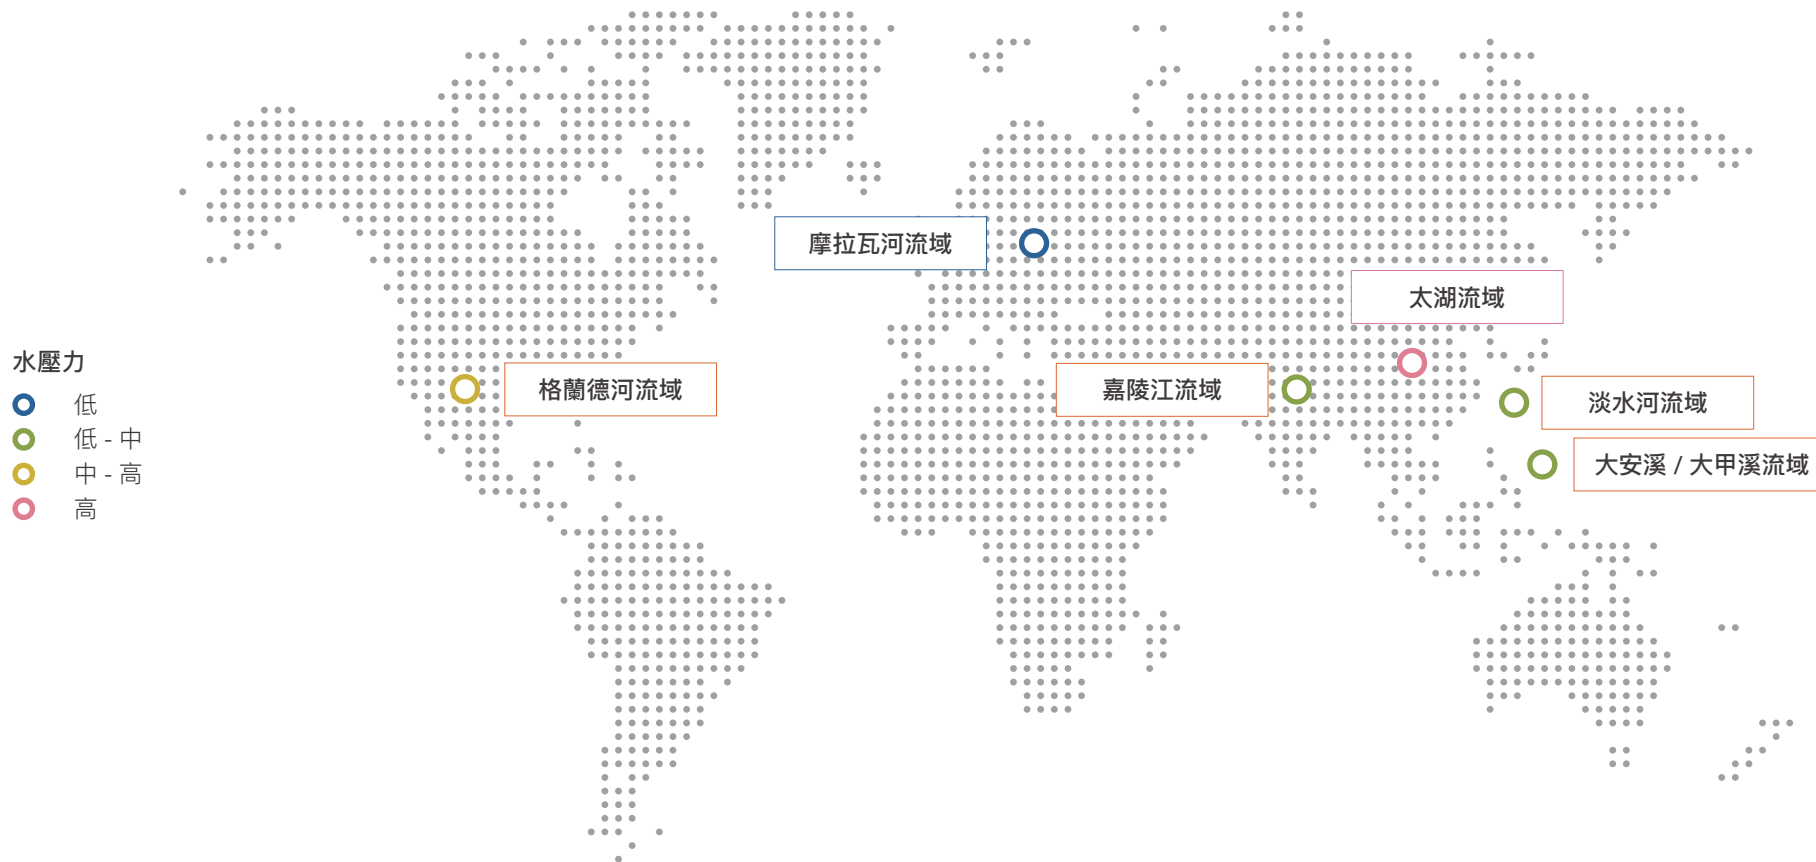 摩拉瓦河流域
太湖流域
水壓力
低
低 - 中
中 - 高
高
格蘭德河流域
嘉陵江流域
淡水河流域
大安溪 / 大甲溪流域